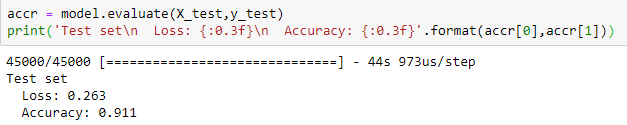 accr = model.evaluate(X_test,y_test)
print('Test set\n  Loss: {:0.3f}\n  Accuracy: {:0.3f}'.format(accr[0],accr[1]))
45000/45000 [==============================] - 44s 973us/step
Test set
  Loss: 0.263
  Accuracy: 0.911